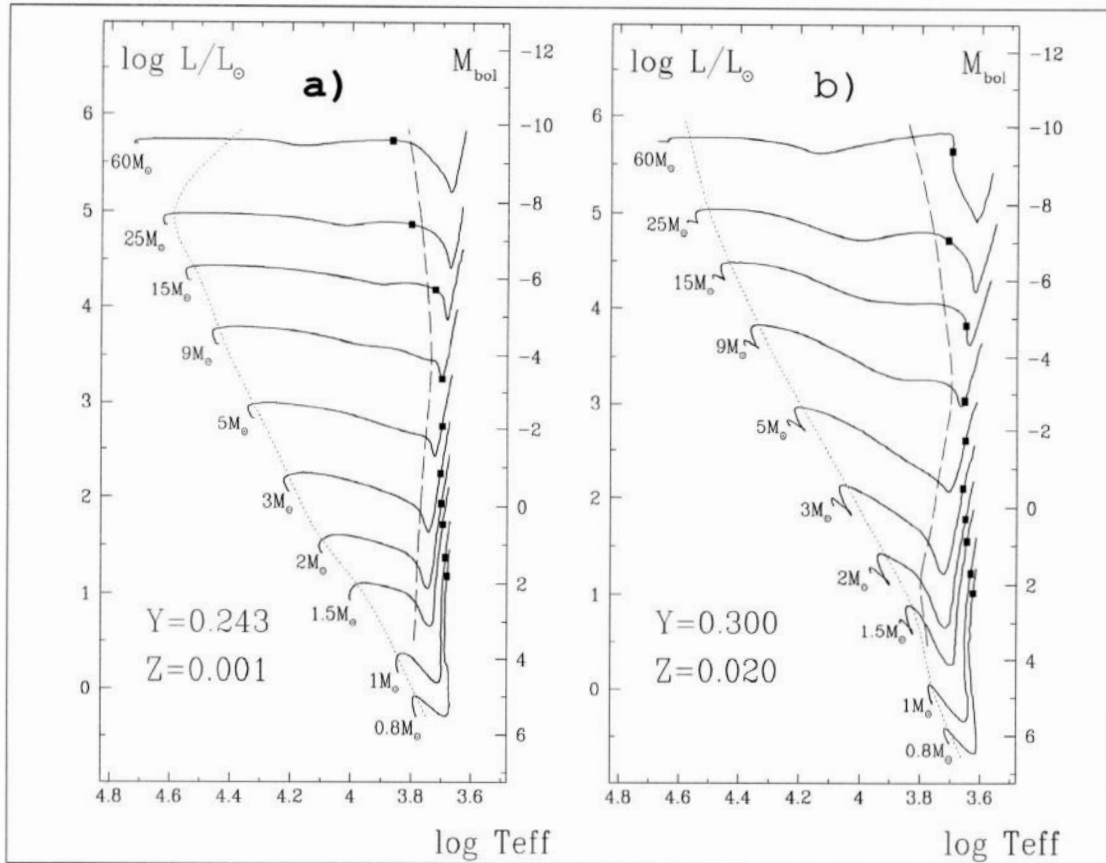 log L/L☉
a)
M_bol
6
5
4
3
2
1
0
-12
-10
-8
-6
-4
-2
0
2
4
6
60M☉
25M☉
15M☉
9M☉
5M☉
3M☉
2M☉
1.5M☉
1M☉
0.8M☉
Y=0.243
Z=0.001
4.8 4.6 4.4 4.2 4 3.8 3.6
log Teff
log L/L☉
b)
M_bol
6
5
4
3
2
1
0
-12
-10
-8
-6
-4
-2
0
2
4
6
60M☉
25M☉
15M☉
9M☉
5M☉
3M☉
2M☉
1.5M☉
1M☉
0.8M☉
Y=0.300
Z=0.020
4.8 4.6 4.4 4.2 4 3.8 3.6
log Teff